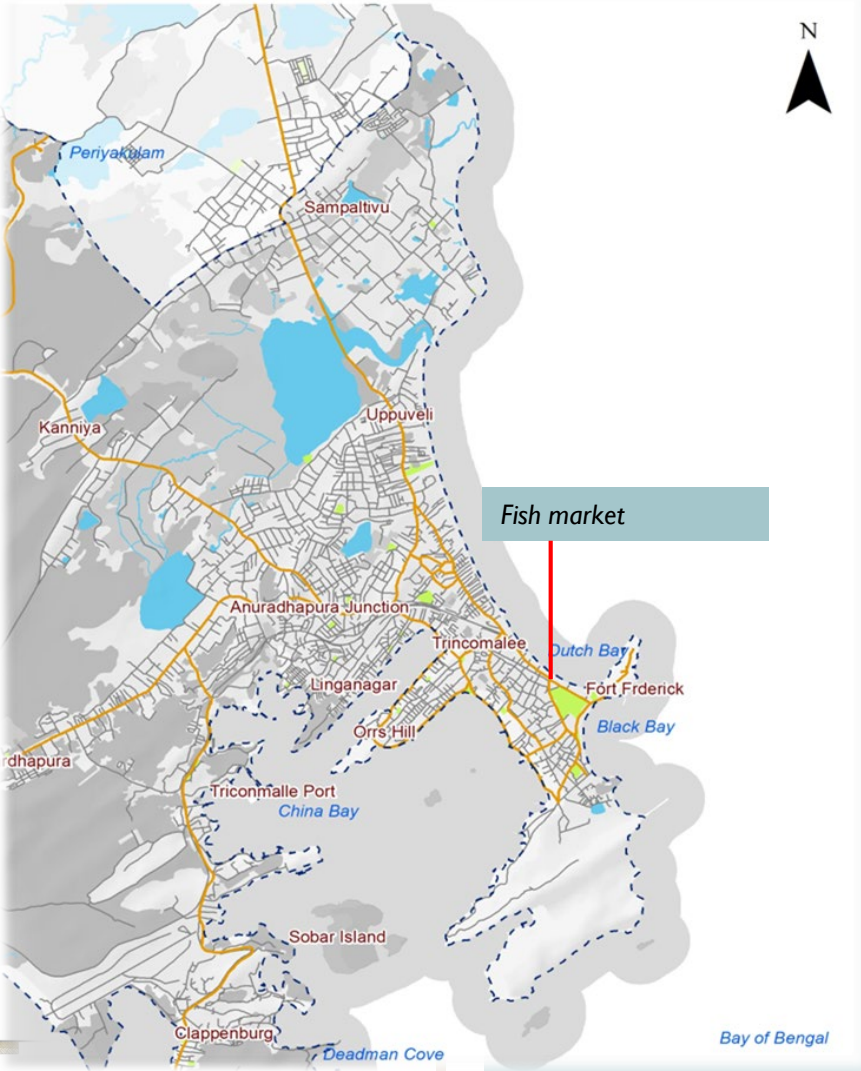 N
Periyakulam
Sampaltivu
Uppuveli
Kanniya
Fish market
Anuradhapura Junction
Trincomalee
Dutch Bay
Linganagar
Fort Frderick
Orrs Hill
Black Bay
rdhapura
Triconmalle Port
China Bay
Sobar Island
Clappenburg
Bay of Bengal
Deadman Cove